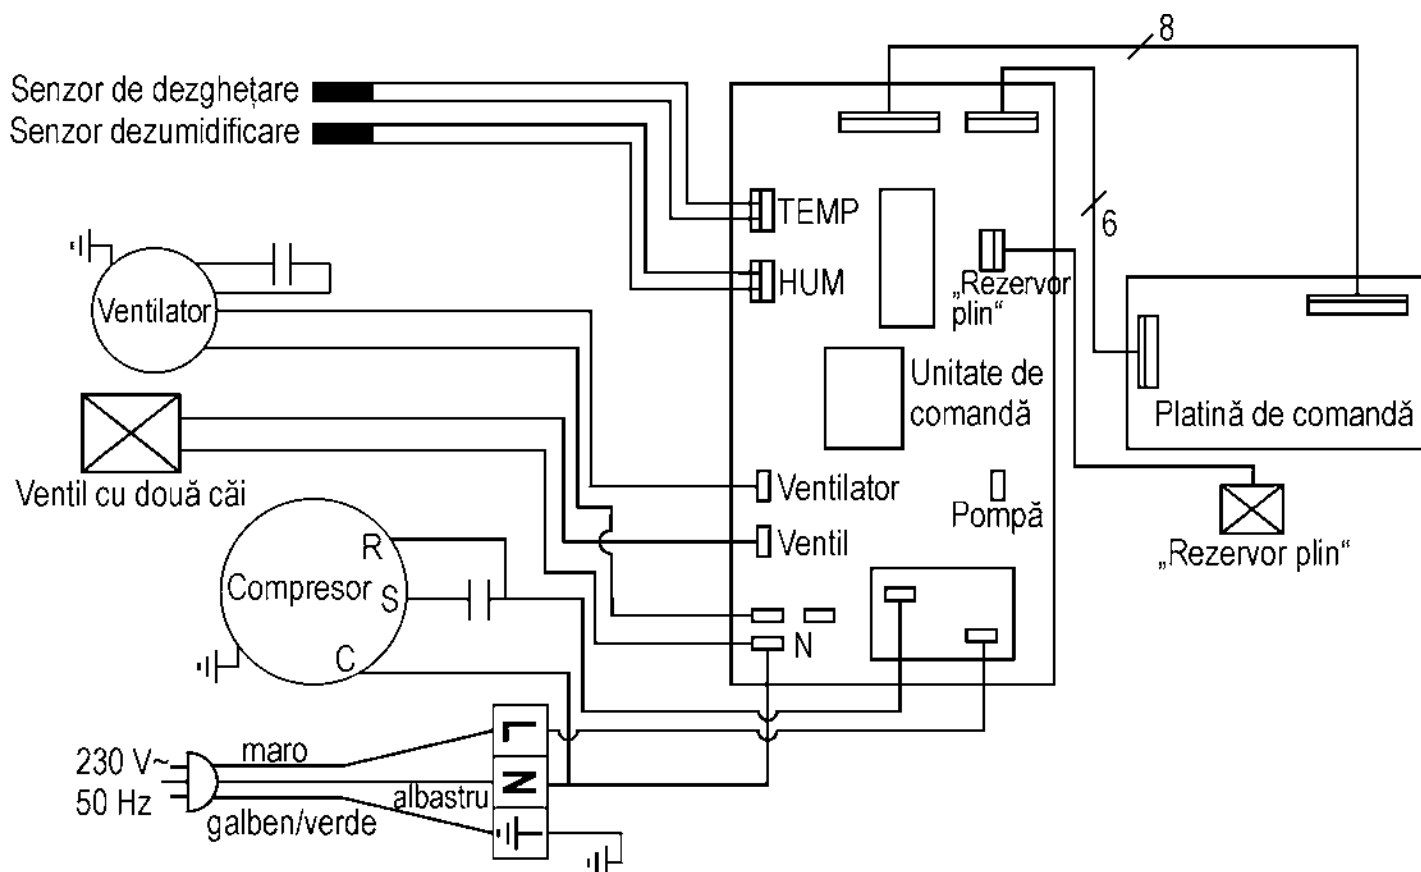 8
Senzor de dezghețare
Senzor dezumidificare
TEMP
6
HUM
„Rezervor
plin“
Ventilator
Unitate de
comandă
Platină de comandă
Ventil cu două căi
Ventilator
Pompă
Ventil
„Rezervor plin“
R
Compresor
S
N
C
L
maro
230 V~
N
50 Hz
albastru
galben/verde